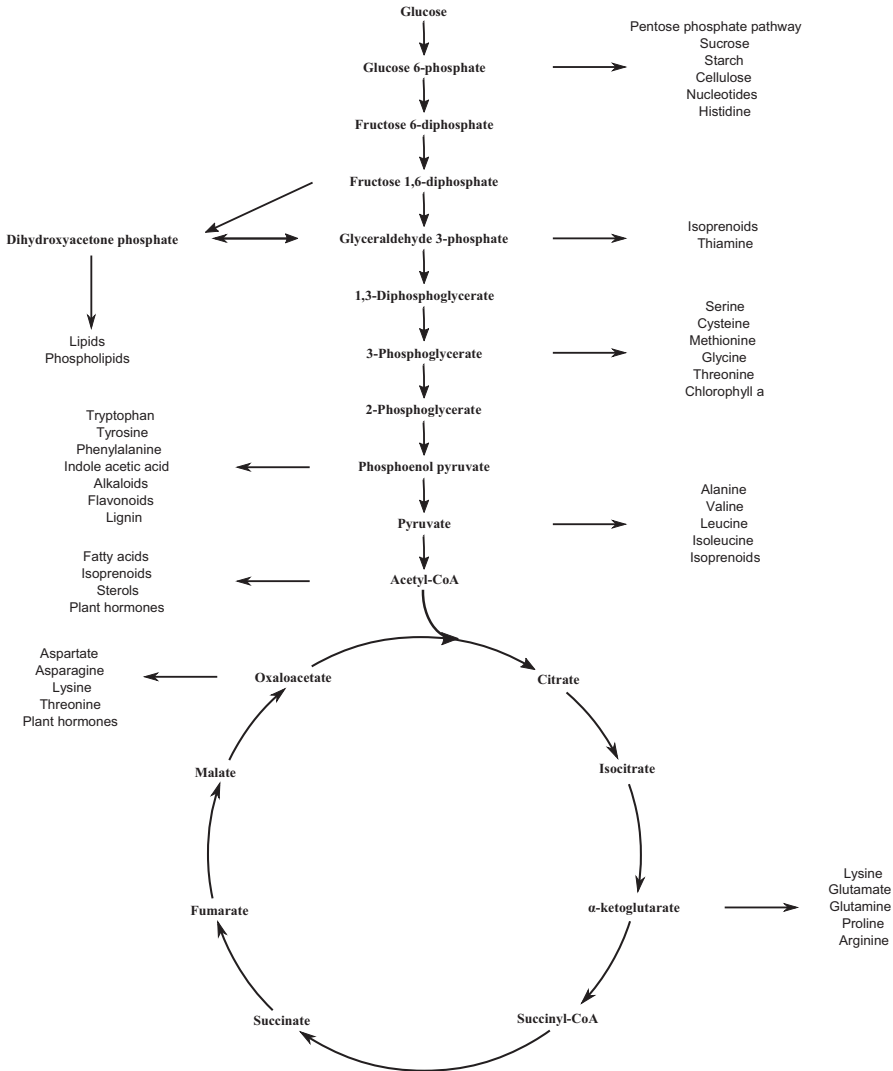 Glucose
Pentose phosphate pathway
Sucrose
Starch
Cellulose
Nucleotides
Histidine
Glucose 6-phosphate
Fructose 6-diphosphate
Fructose 1,6-diphosphate
Dihydroxyacetone phosphate
Glyceraldehyde 3-phosphate
Isoprenoids
Thiamine
1,3-Diphosphoglycerate
Lipids
Phospholipids
3-Phosphoglycerate
Serine
Cysteine
Methionine
Glycine
Threonine
Chlorophyll a
2-Phosphoglycerate
Tryptophan
Tyrosine
Phenylalanine
Indole acetic acid
Alkaloids
Flavonoids
Lignin
Phosphoenol pyruvate
Pyruvate
Alanine
Valine
Leucine
Isoleucine
Isoprenoids
Fatty acids
Isoprenoids
Sterols
Plant hormones
Acetyl-CoA
Aspartate
Asparagine
Lysine
Threonine
Plant hormones
Oxaloacetate
Citrate
Malate
Isocitrate
Fumarate
α-ketoglutarate
Lysine
Glutamate
Glutamine
Proline
Arginine
Succinate
Succinyl-CoA